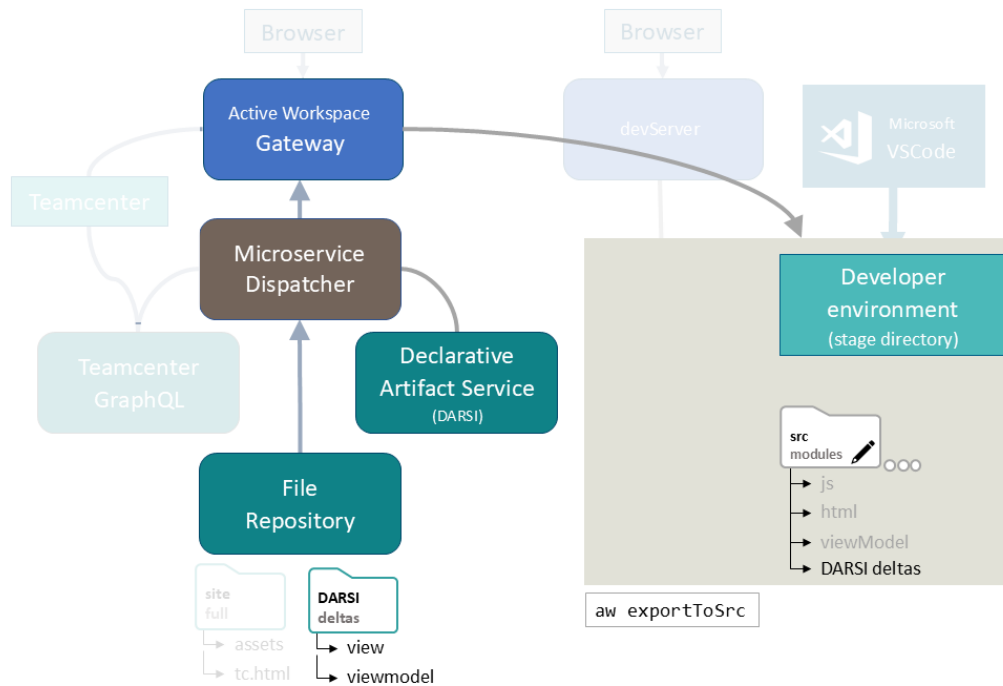 Browser
Browser
Active Workspace
Gateway
devServer
Microsoft
VSCode
Teamcenter
Microservice
Dispatcher
Developer
environment
(stage directory)
Teamcenter
GraphQL
Declarative
Artifact Service
(DARSI)
src
modules
js
html
viewModel
DARSI deltas
File
Repository
site
full
assets
tc.html
DARSI
deltas
view
viewmodel
aw exportToSrc